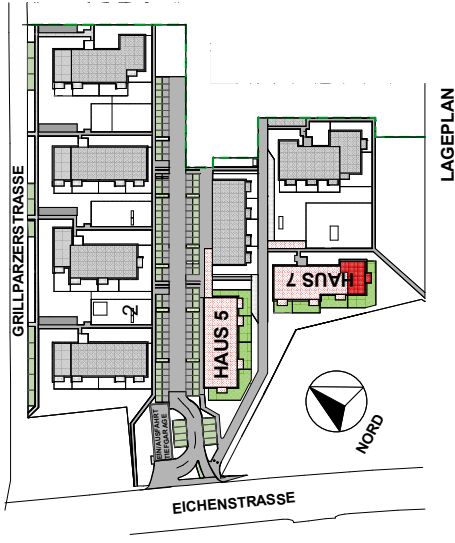 LAGEPLAN
GRILLPARZERSTRASSE
HAUS 7
2
HAUS 5
EIN/AUSFAHRT
TIEFGARAGE
NORD
EICHENSTRASSE